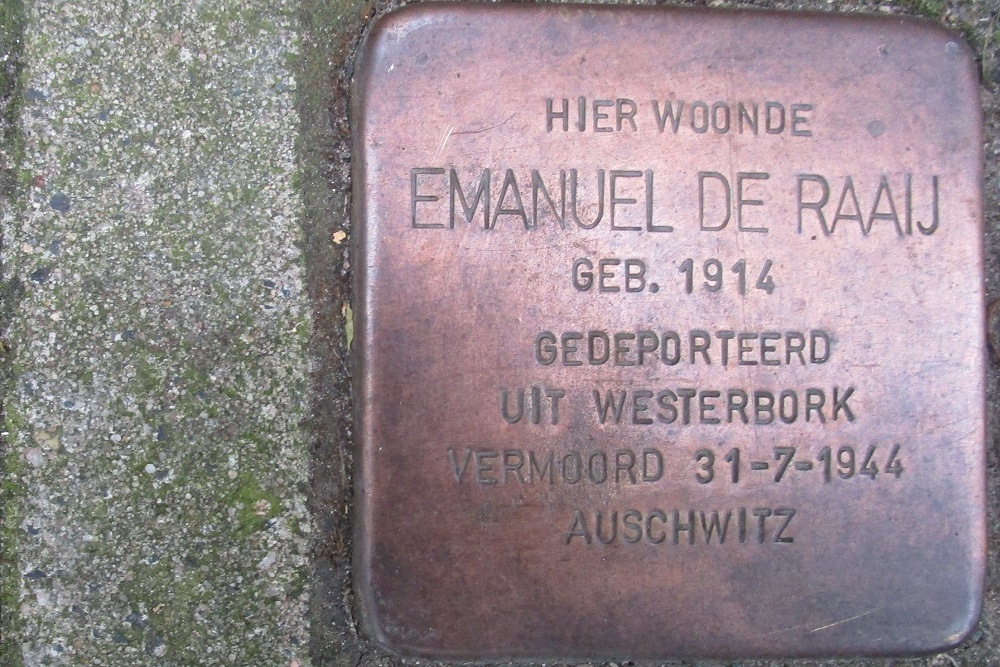 HIER WOONDE
EMANUEL DE RAAIJ
GEB. 1914
GEDEPORTEERD
UIT WESTERBORK
VERMOORD 31-7-1944
AUSCHWITZ